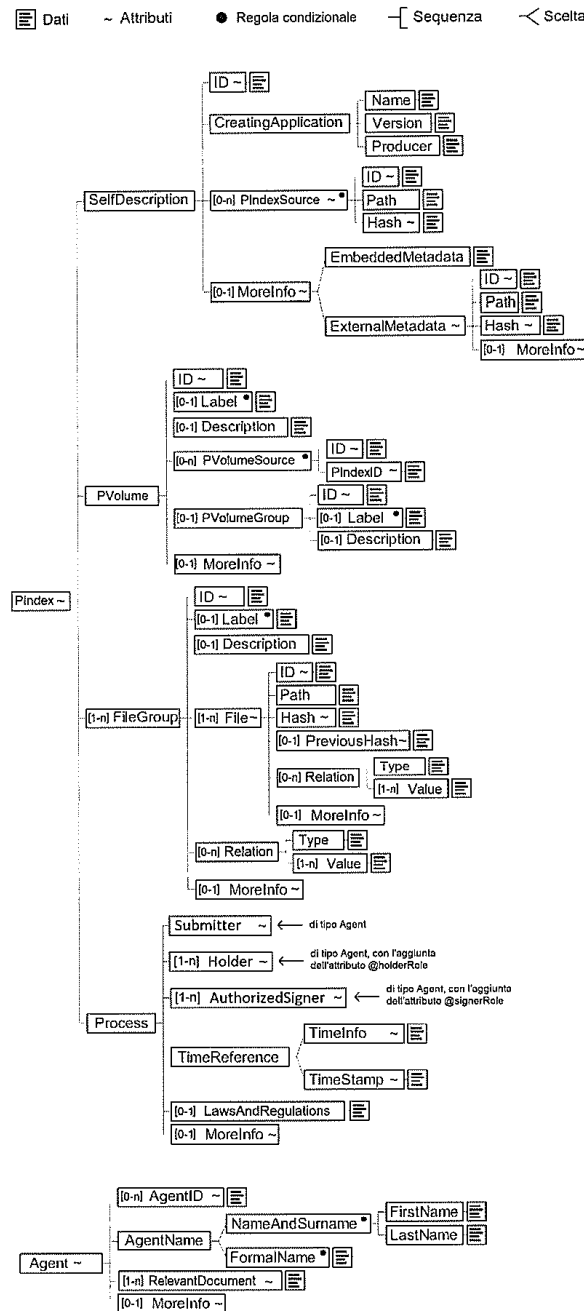 Dati ~ Attributi ● Regola condizionale Sequenza Scelta
ID ~
CreatingApplication
Name
Version
Producer
SelfDescription
[0-n] PIndexSource ~ ●
ID ~
Path
Hash ~
[0-1] MoreInfo ~
EmbeddedMetadata
ExternalMetadata ~
ID ~
Path
Hash ~
[0-1] MoreInfo ~
PVolume
ID ~
[0-1] Label ●
[0-1] Description
[0-n] PVolumeSource ●
ID ~
PIndexID ~
[0-1] PVolumeGroup
ID ~
[0-1] Label ●
[0-1] Description
[0-1] MoreInfo ~
PIndex ~
[1-n] FileGroup
ID ~
[0-1] Label ●
[0-1] Description
[1-n] File ~
ID ~
Path
Hash ~
[0-1] PreviousHash ~
[0-n] Relation
Type
[1-n] Value
[0-1] MoreInfo ~
[0-n] Relation
Type
[1-n] Value
[0-1] MoreInfo ~
Process
Submitter ~ di tipo Agent
[1-n] Holder ~ di tipo Agent, con l'aggiunta
dell'attributo @holderRole
[1-n] AuthorizedSigner ~ di tipo Agent, con l'aggiunta
dell'attributo @signerRole
TimeReference
TimeInfo ~
TimeStamp ~
[0-1] LawsAndRegulations
[0-1] MoreInfo ~
Agent ~
[0-n] AgentID ~
AgentName
NameAndSurname ●
FirstName
LastName
FormalName ●
[1-n] RelevantDocument ~
[0-1] MoreInfo ~